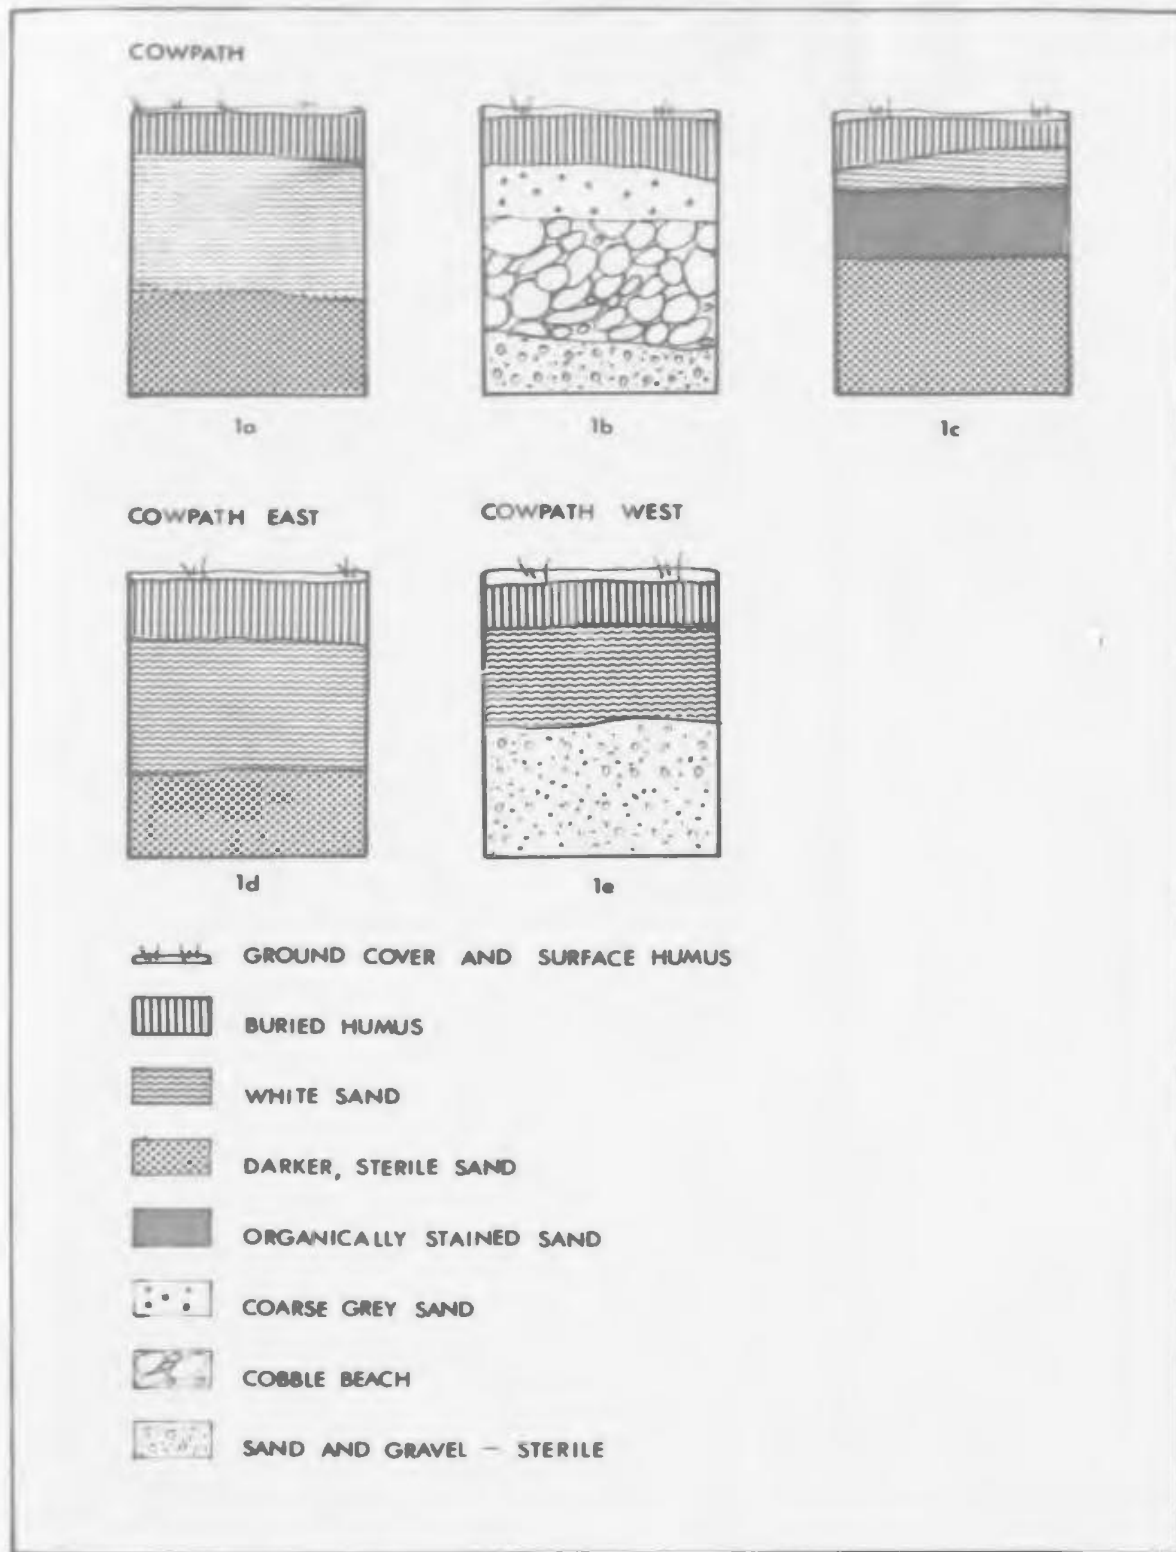 COWPATH
1a
1b
1c
COWPATH EAST
COWPATH WEST
1d
1e
GROUND COVER AND SURFACE HUMUS
BURIED HUMUS
WHITE SAND
DARKER, STERILE SAND
ORGANICALLY STAINED SAND
COARSE GREY SAND
COBBLE BEACH
SAND AND GRAVEL - STERILE